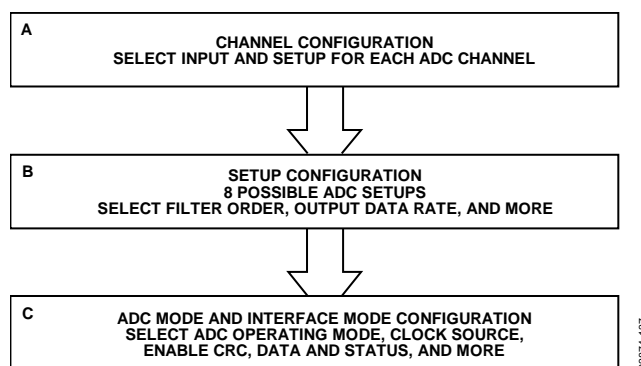 A
CHANNEL CONFIGURATION
SELECT INPUT AND SETUP FOR EACH ADC CHANNEL
B
SETUP CONFIGURATION
8 POSSIBLE ADC SETUPS
SELECT FILTER ORDER, OUTPUT DATA RATE, AND MORE
C
ADC MODE AND INTERFACE MODE CONFIGURATION
SELECT ADC OPERATING MODE, CLOCK SOURCE,
ENABLE CRC, DATA AND STATUS, AND MORE